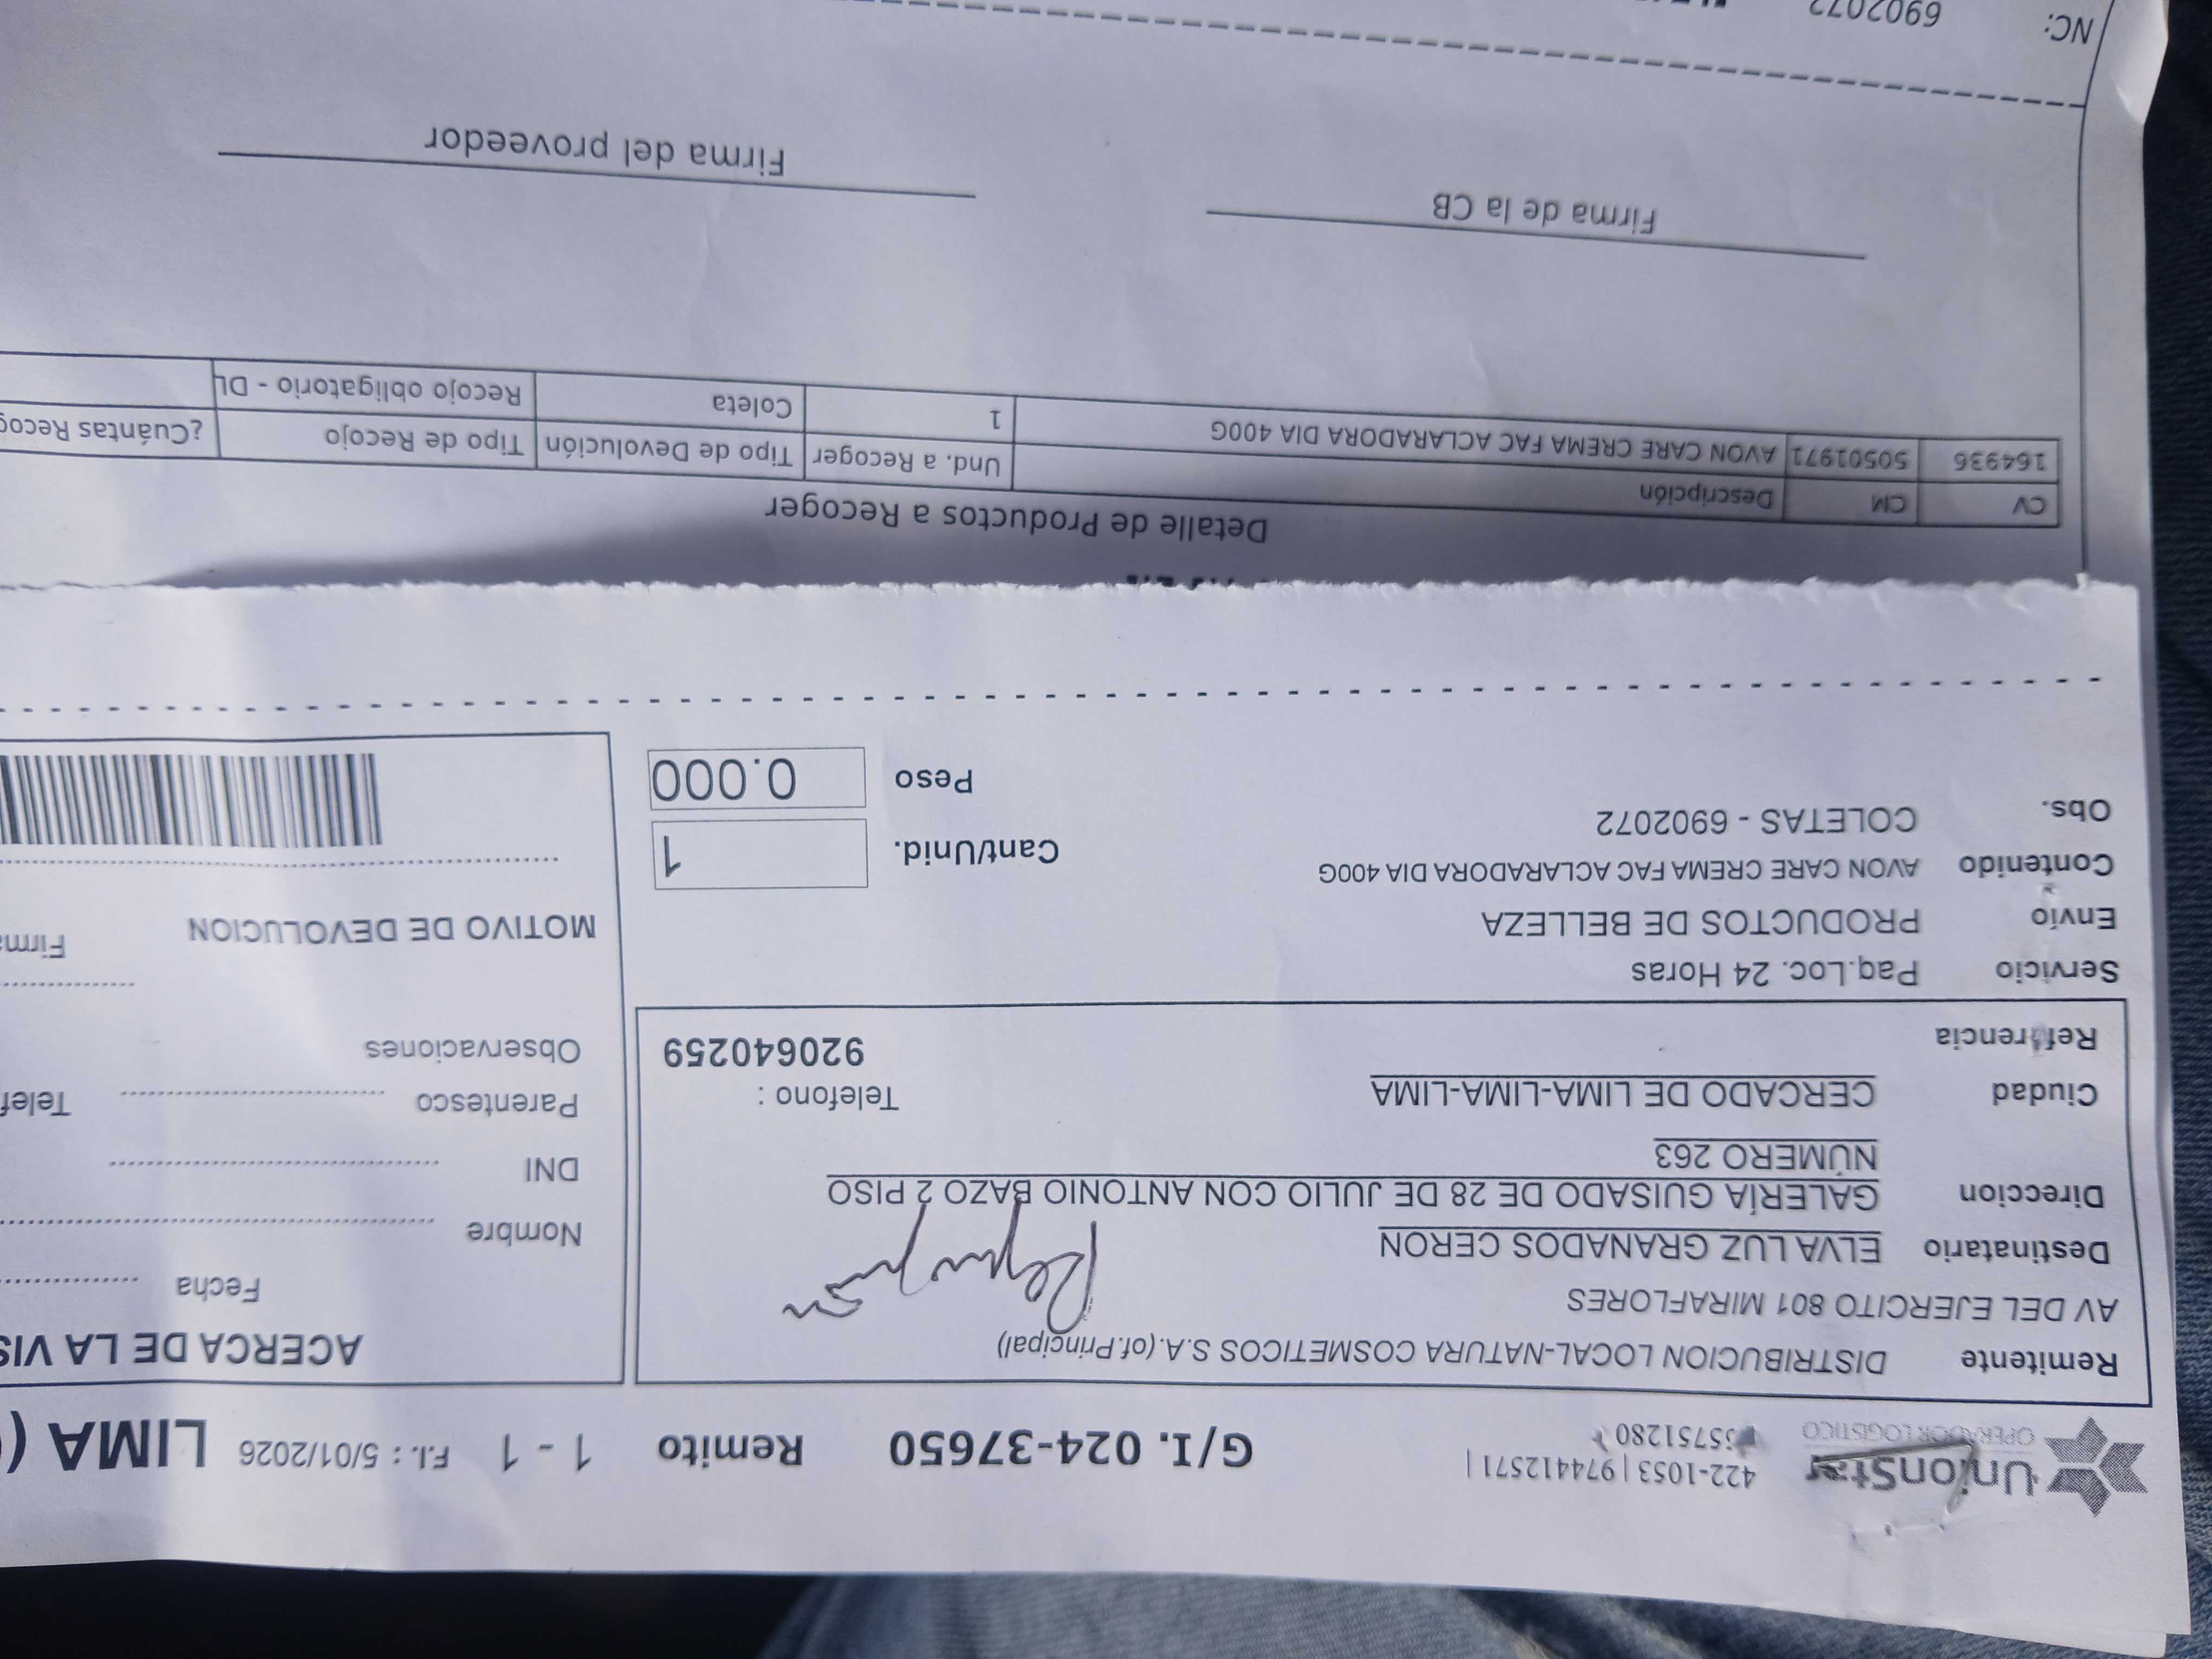 UnionStar
OPERADOR LOGISTICO
422-1053 | 974412571 |
G/I. 024-37650 Remito 1 - 1 F.I. : 5/01/2026 LIMA (
Remitente DISTRIBUCION LOCAL-NATURA COSMETICOS S.A.(of.Principal)
AV DEL EJERCITO 801 MIRAFLORES
Destinatario ELVA LUZ GRANADOS CERON
Direccion GALERÍA GUISADO DE 28 DE JULIO CON ANTONIO BAZO 2 PISO
NÚMERO 263
Ciudad CERCADO DE LIMA-LIMA-LIMA Telefono :
Refrencia 920640259
ACERCA DE LA VIS
Fecha
Nombre
DNI
Parentesco Telef
Observaciones
MOTIVO DE DEVOLUCION Firma
Servicio Paq.Loc. 24 Horas
Envío PRODUCTOS DE BELLEZA
Contenido AVON CARE CREMA FAC ACLARADORA DIA 400G
Obs. COLETAS - 6902072
Cant/Unid. 1
Peso 0.000
Detalle de Productos a Recoger
CV CM Descripción Und. a Recoger Tipo de Devolución Tipo de Recojo ¿Cuántas Recog
164936 50501971 AVON CARE CREMA FAC ACLARADORA DIA 400G 1 Coleta Recojo obligatorio - DL
Firma de la CB Firma del proveedor
NC: 6902072